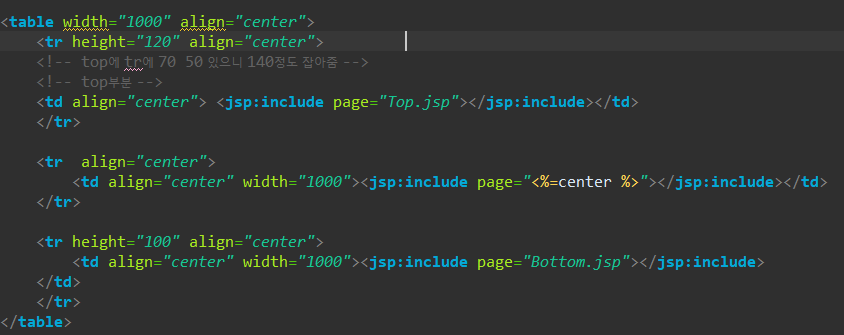 <table width="1000" align="center">
<tr height="120" align="center">
<!-- top에 tr에 70 50 있으니 140정도 잡아줌 -->
<!-- top부분 -->
<td align="center"> <jsp:include page="Top.jsp"></jsp:include></td>
</tr>
<tr  align="center">
<td align="center" width="1000"><jsp:include page="<%=center %>"></jsp:include></td>
</tr>
<tr height="100" align="center">
<td align="center" width="1000"><jsp:include page="Bottom.jsp"></jsp:include>
</td>
</tr>
</table>